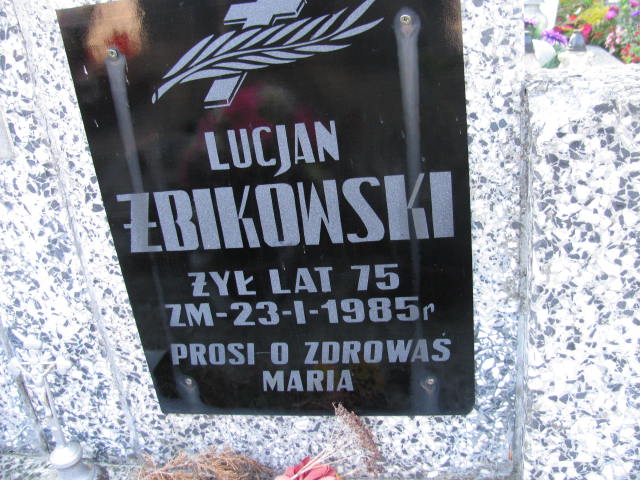 LUCJAN
ŻBIKOWSKI
ŻYŁ LAT 75
ZM-23-I-1985r
PROSI O ZDROWAŚ
MARIA